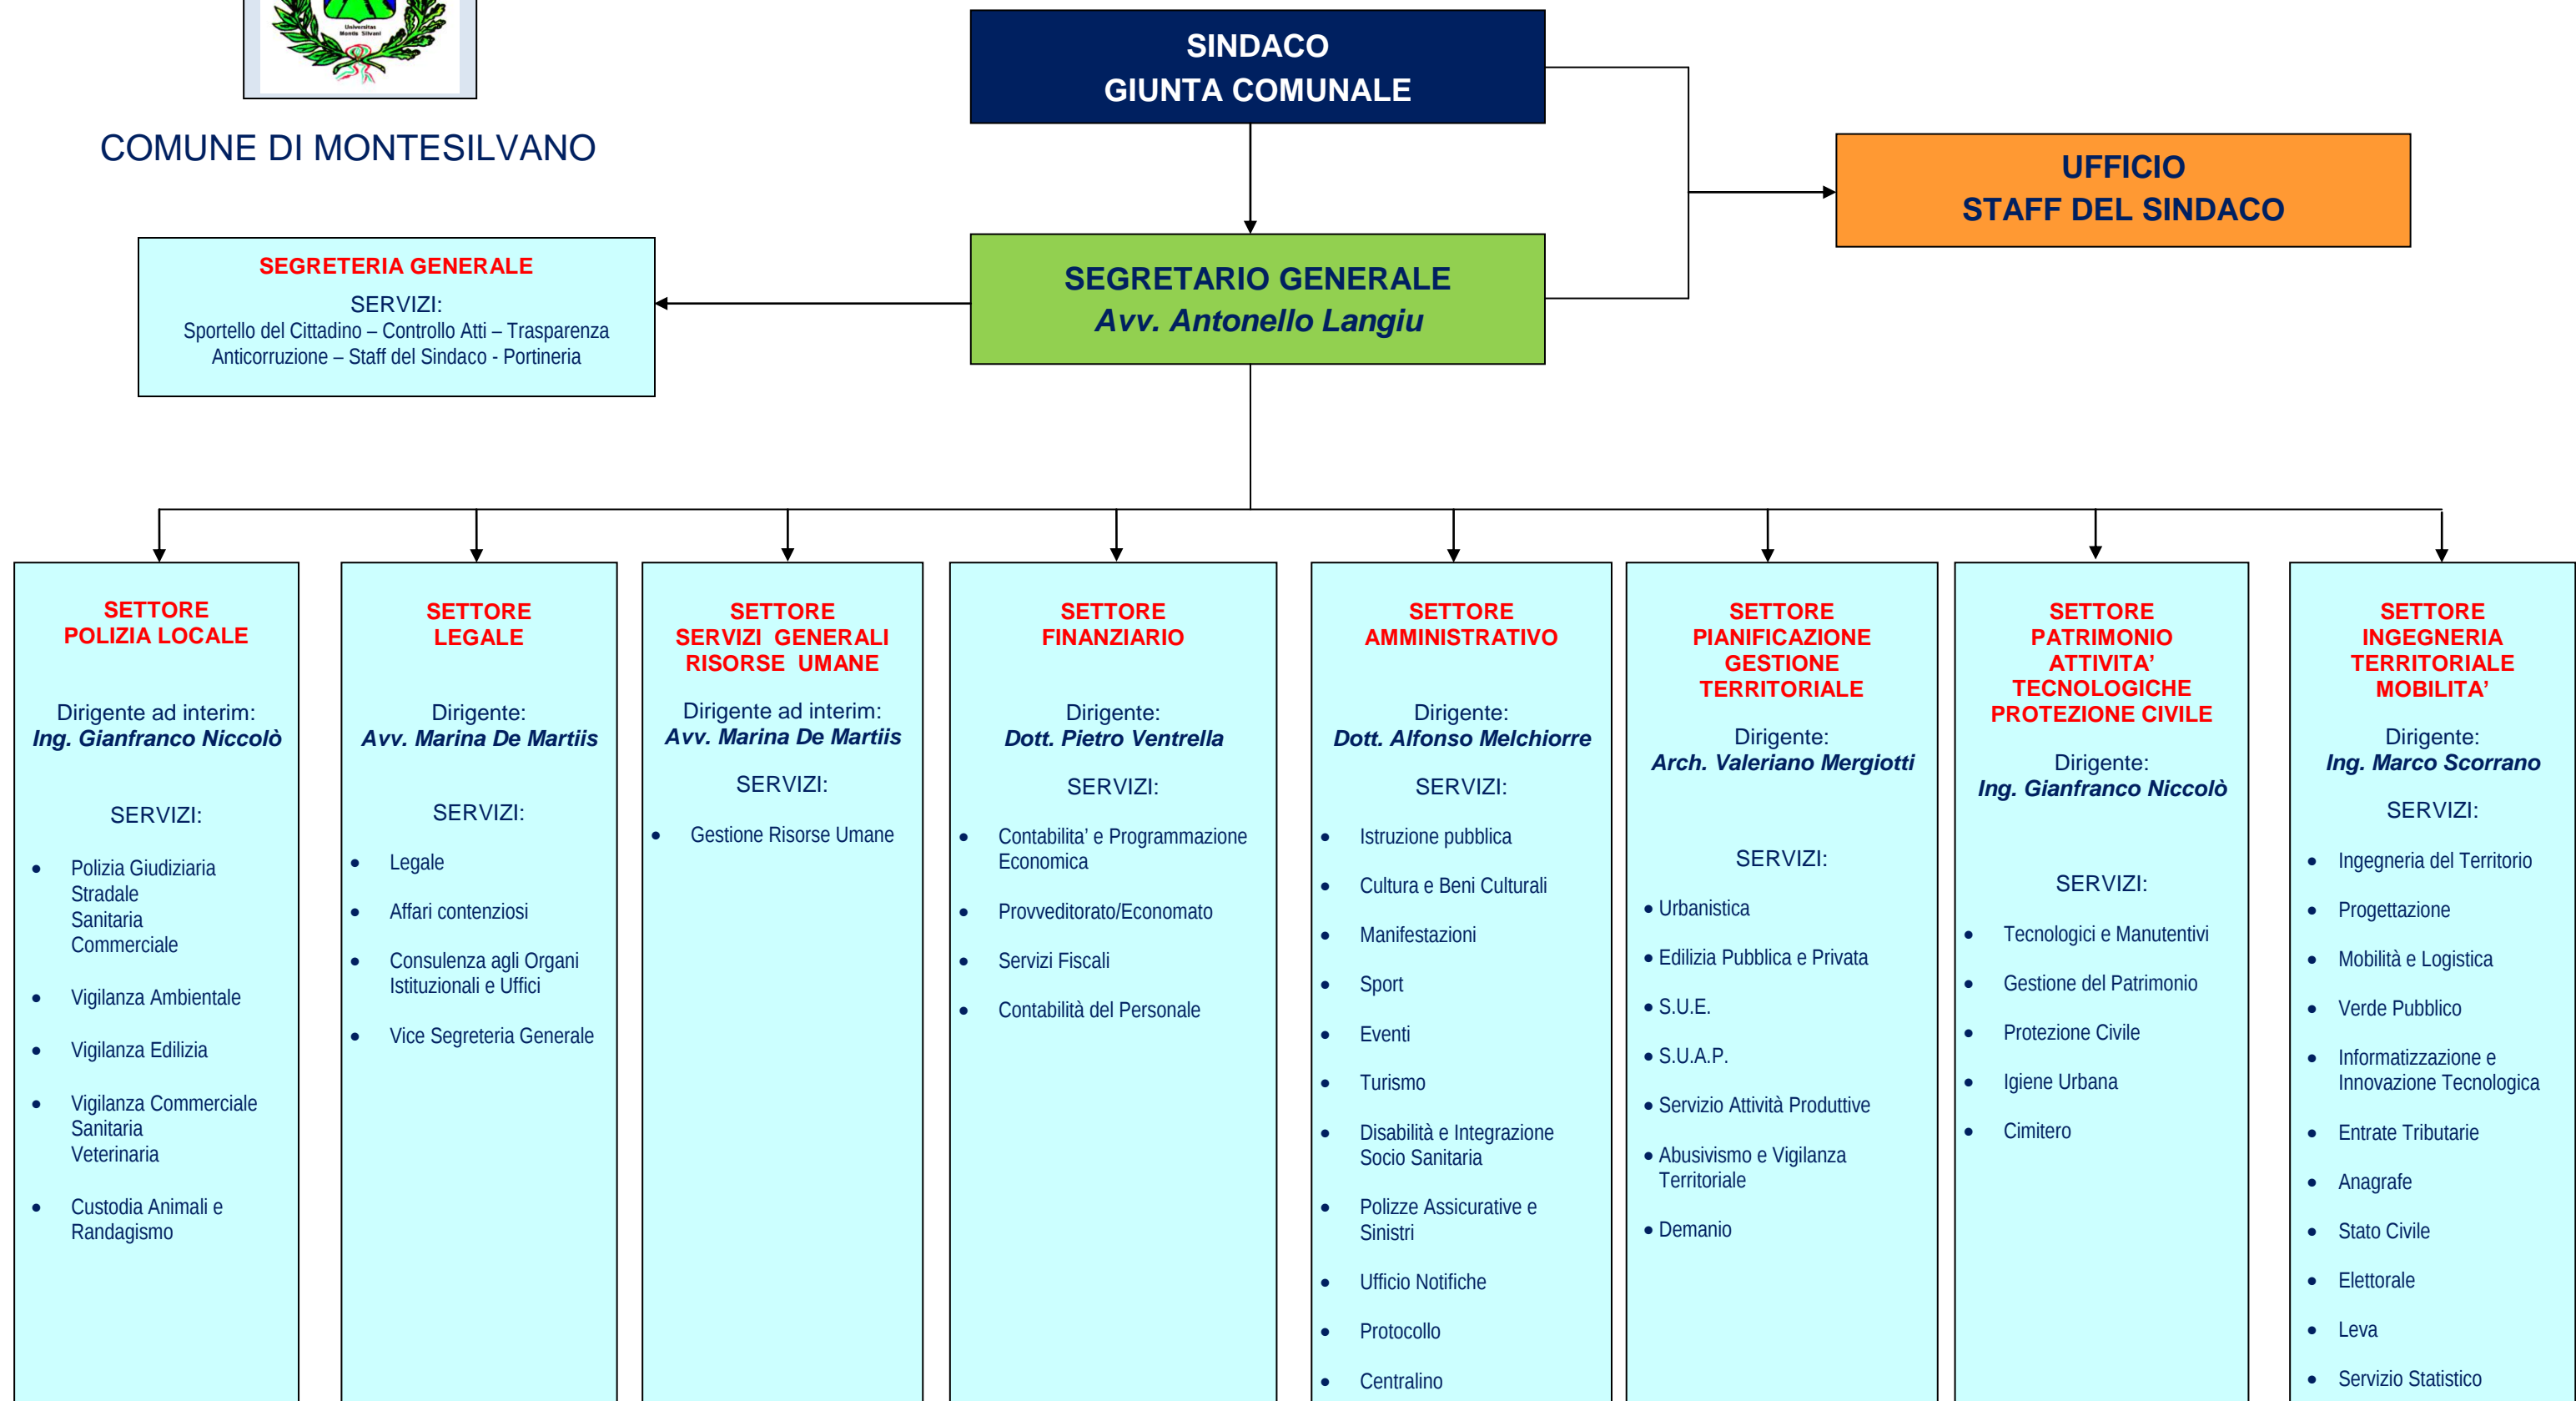 Universitas
Montis Silvani
COMUNE DI MONTESILVANO
SINDACO
GIUNTA COMUNALE
UFFICIO
STAFF DEL SINDACO
SEGRETERIA GENERALE
SERVIZI:
Sportello del Cittadino – Controllo Atti – Trasparenza
Anticorruzione – Staff del Sindaco - Portineria
SEGRETARIO GENERALE
Avv. Antonello Langiu
SETTORE
POLIZIA LOCALE
Dirigente ad interim:
Ing. Gianfranco Niccolò
SERVIZI:
• Polizia Giudiziaria
Stradale
Sanitaria
Commerciale
• Vigilanza Ambientale
• Vigilanza Edilizia
• Vigilanza Commerciale
Sanitaria
Veterinaria
• Custodia Animali e
Randagismo
SETTORE
LEGALE
Dirigente:
Avv. Marina De Martiis
SERVIZI:
• Legale
• Affari contenziosi
• Consulenza agli Organi
Istituzionali e Uffici
• Vice Segreteria Generale
SETTORE
SERVIZI GENERALI
RISORSE UMANE
Dirigente ad interim:
Avv. Marina De Martiis
SERVIZI:
• Gestione Risorse Umane
SETTORE
FINANZIARIO
Dirigente:
Dott. Pietro Ventrella
SERVIZI:
• Contabilita’ e Programmazione
Economica
• Provveditorato/Economato
• Servizi Fiscali
• Contabilità del Personale
SETTORE
AMMINISTRATIVO
Dirigente:
Dott. Alfonso Melchiorre
SERVIZI:
• Istruzione pubblica
• Cultura e Beni Culturali
• Manifestazioni
• Sport
• Eventi
• Turismo
• Disabilità e Integrazione
Socio Sanitaria
• Polizze Assicurative e
Sinistri
• Ufficio Notifiche
• Protocollo
• Centralino
SETTORE
PIANIFICAZIONE
GESTIONE
TERRITORIALE
Dirigente:
Arch. Valeriano Mergiotti
SERVIZI:
• Urbanistica
• Edilizia Pubblica e Privata
• S.U.E.
• S.U.A.P.
• Servizio Attività Produttive
• Abusivismo e Vigilanza
Territoriale
• Demanio
SETTORE
PATRIMONIO
ATTIVITA’
TECNOLOGICHE
PROTEZIONE CIVILE
Dirigente:
Ing. Gianfranco Niccolò
SERVIZI:
• Tecnologici e Manutentivi
• Gestione del Patrimonio
• Protezione Civile
• Igiene Urbana
• Cimitero
SETTORE
INGEGNERIA
TERRITORIALE
MOBILITA’
Dirigente:
Ing. Marco Scorrano
SERVIZI:
• Ingegneria del Territorio
• Progettazione
• Mobilità e Logistica
• Verde Pubblico
• Informatizzazione e
Innovazione Tecnologica
• Entrate Tributarie
• Anagrafe
• Stato Civile
• Elettorale
• Leva
• Servizio Statistico